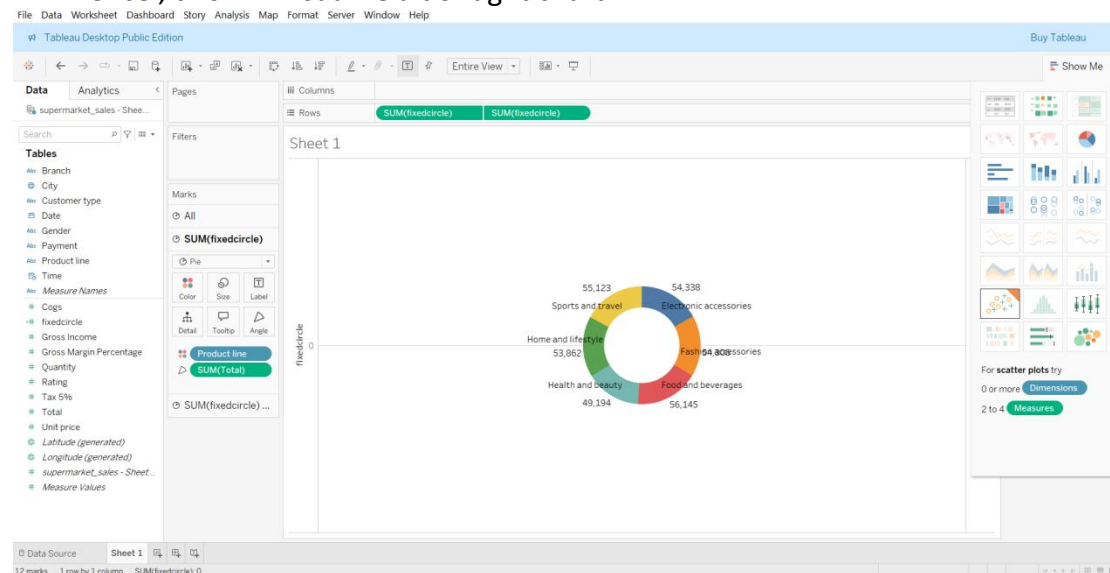 File Data Worksheet Dashboard Story Analysis Map Format Server Window Help
Tableau Desktop Public Edition
Buy Tableau
Entire View
Show Me
Data Analytics
Pages
Columns
supermarket_sales - Shee...
Rows
SUM(fixedcircle)
SUM(fixedcircle)
Search
Filters
Sheet 1
Tables
Abc Branch
City
Abc Customer type
Date
Abc Gender
Abc Payment
Abc Product line
Time
Abc Measure Names
# Cogs
fixedcircle
# Gross Income
# Gross Margin Percentage
# Quantity
# Rating
# Tax 5%
# Total
# Unit price
Latitude (generated)
Longitude (generated)
# supermarket_sales - Sheet...
# Measure Values
Marks
All
SUM(fixedcircle)
Pie
Color Size Label
Detail Tooltip Angle
Product line
SUM(Total)
SUM(fixedcircle) ...
55,123
54,338
Sports and travel
Electronic accessories
Home and lifestyle
53,862
Fashion accessories
Health and beauty
Food and beverages
49,194
56,145
fixedcircle
0
For scatter plots try
0 or more Dimensions
2 to 4 Measures
Data Source
Sheet 1
12 marks 1 row by 1 column SUM(fixedcircle): 0